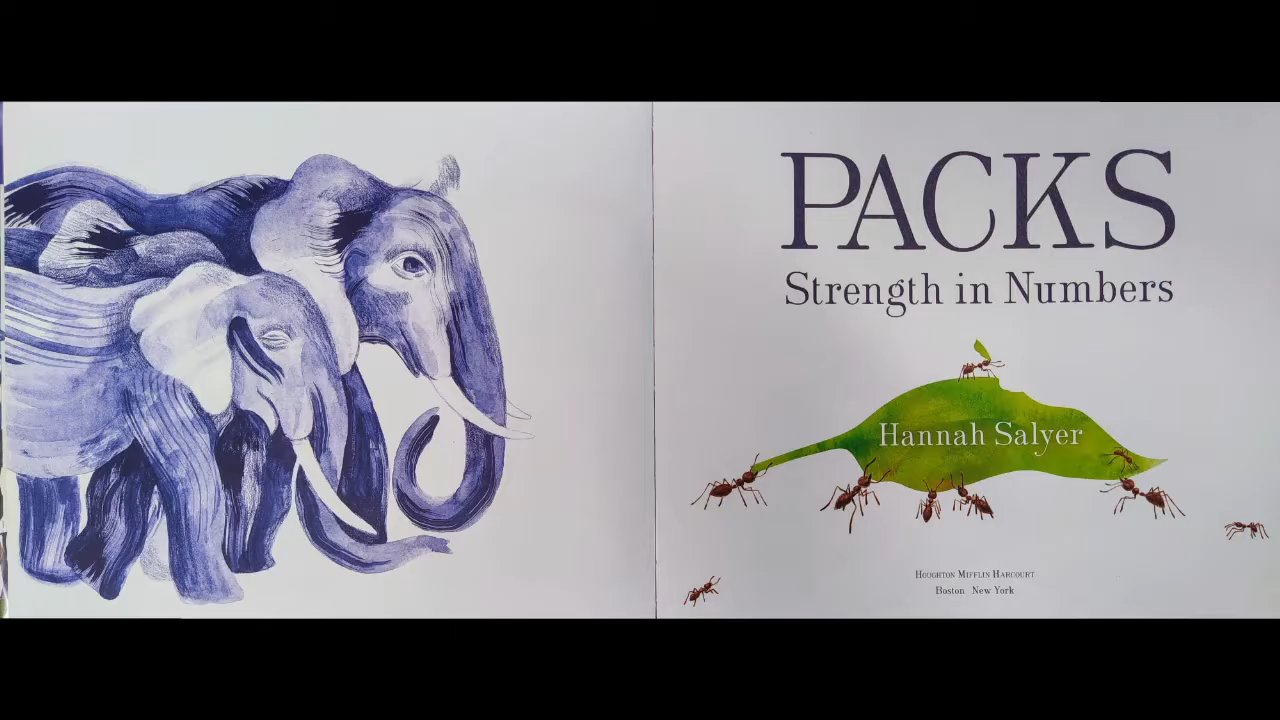 PACKS
Strength in Numbers
Hannah Salyer
HOUGHTON MIFFLIN HARCOURT
Boston New York